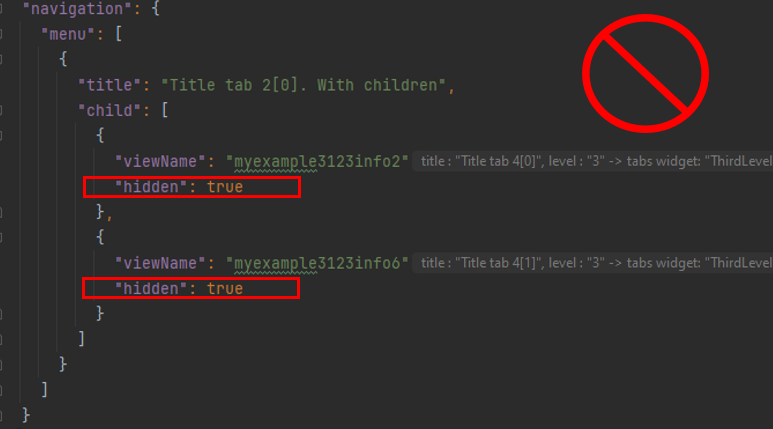 "navigation": {
"menu": [
{
"title": "Title tab 2[0]. With children",
"child": [
{
"viewName": "myexample3123info2" title : "Title tab 4[0]", level : "3" -> tabs widget: "ThirdLevel
"hidden": true
},
{
"viewName": "myexample3123info6" title : "Title tab 4[1]", level : "3" -> tabs widget: "ThirdLevel
"hidden": true
}
]
}
]
}